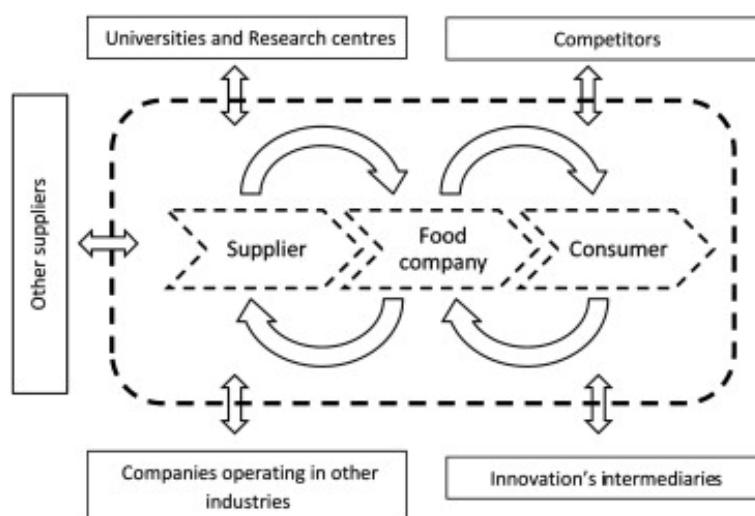 Universities and Research centres
Competitors
Other suppliers
Supplier
Food
company
Consumer
Companies operating in other
industries
Innovation's intermediaries